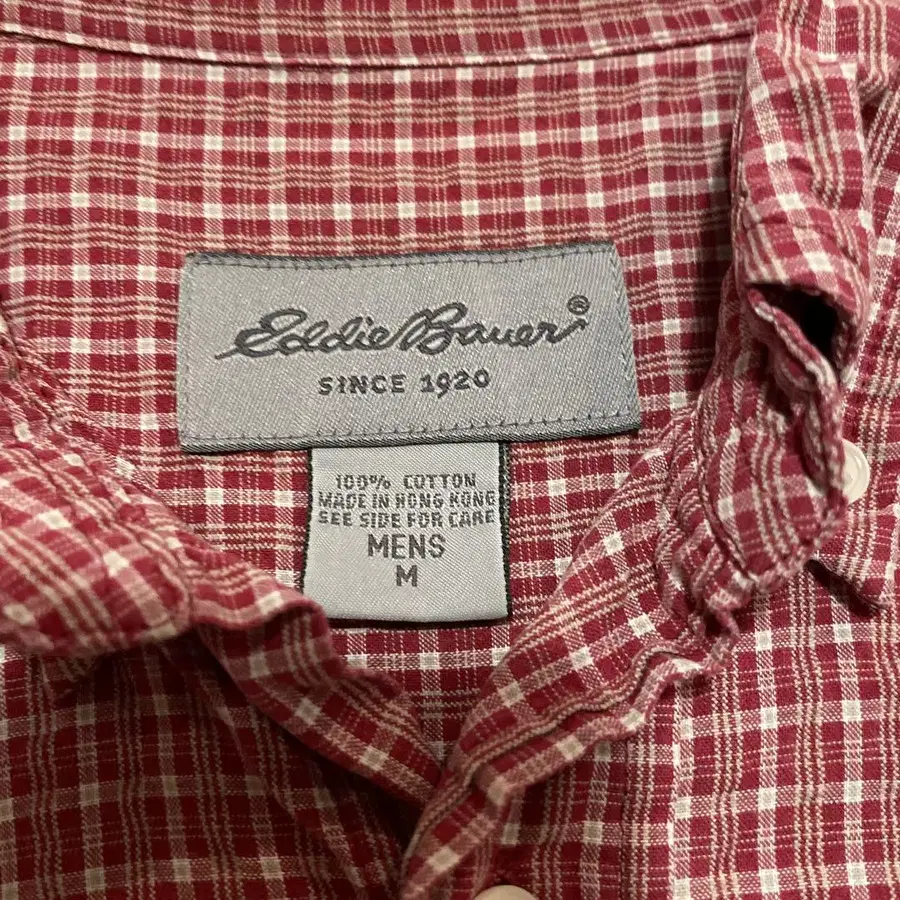 Eddie Bauer®
SINCE 1920
100% COTTON
MADE IN HONG KONG
SEE SIDE FOR CARE
MENS
M